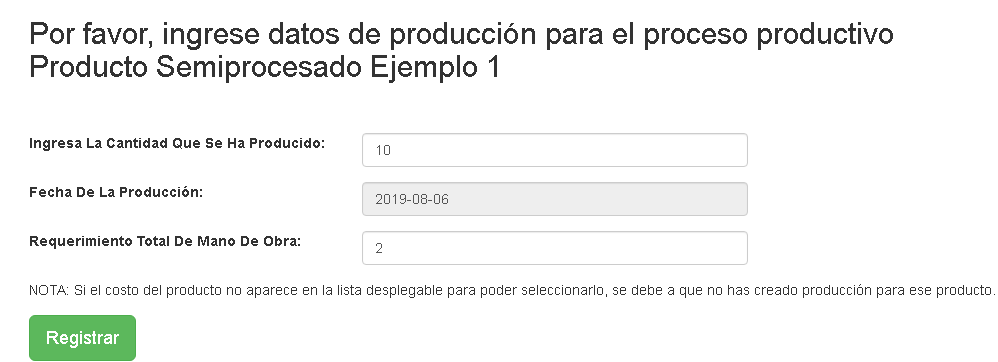 Por favor, ingrese datos de producción para el proceso productivo
Producto Semiprocesado Ejemplo 1
Ingresa La Cantidad Que Se Ha Producido:
10
Fecha De La Producción:
2019-08-06
Requerimiento Total De Mano De Obra:
2
NOTA: Si el costo del producto no aparece en la lista desplegable para poder seleccionarlo, se debe a que no has creado producción para ese producto.
Registrar